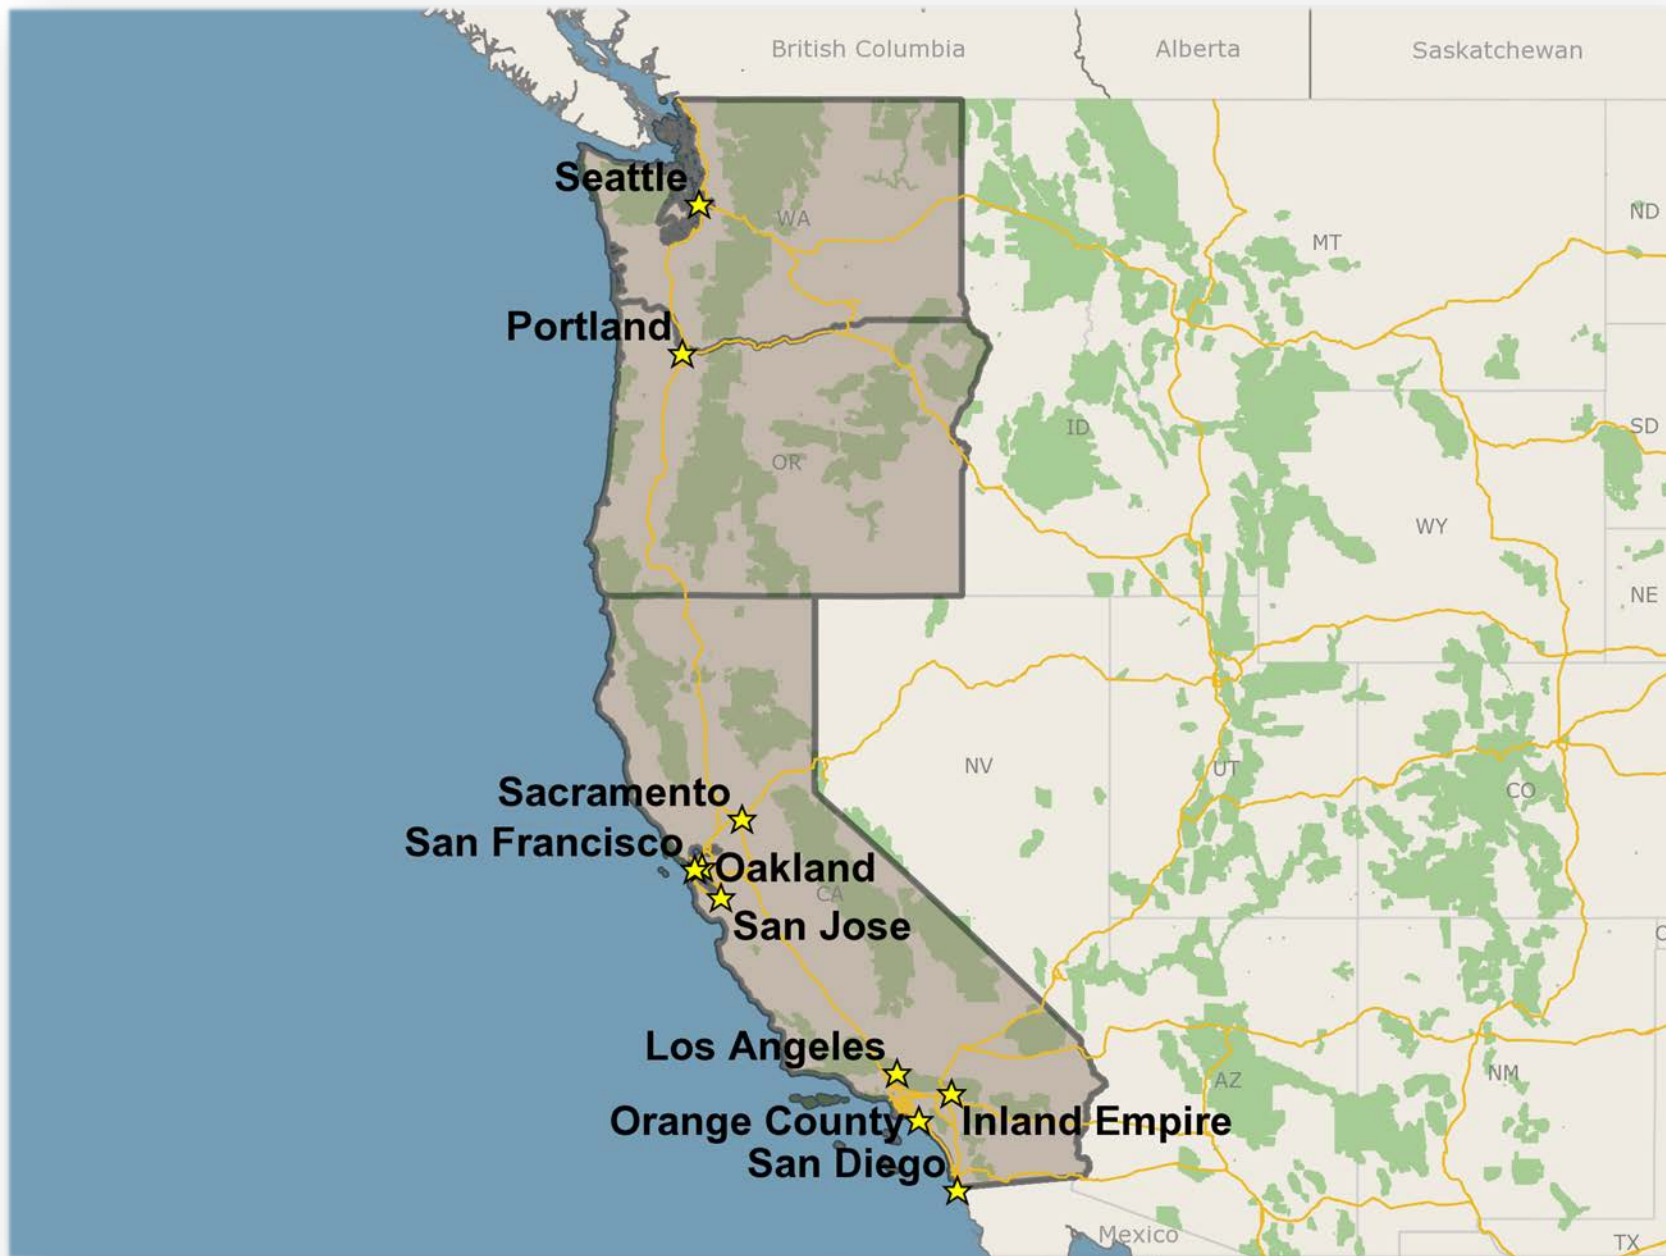 British Columbia
Alberta
Saskatchewan
Seattle
WA
ND
MT
Portland
ID
SD
OR
WY
NE
NV
UT
CO
Sacramento
San Francisco
Oakland
CA
San Jose
Los Angeles
AZ
NM
Orange County
Inland Empire
San Diego
Mexico
TX